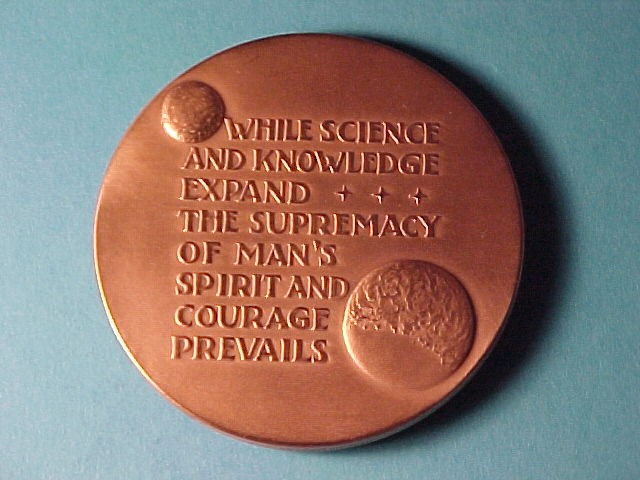 WHILE SCIENCE
AND KNOWLEDGE
EXPAND + + +
THE SUPREMACY
OF MAN'S
SPIRIT AND
COURAGE
PREVAILS